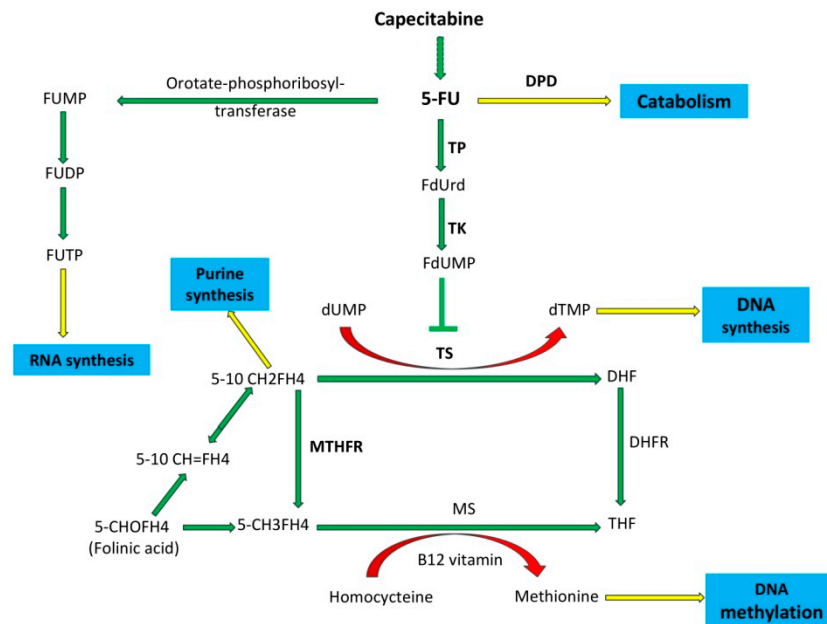 Capecitabine
Orotate-phosphoribosyl-
transferase
FUMP
5-FU
DPD
Catabolism
TP
FUDP
FdUrd
TK
FUTP
FdUMP
Purine
synthesis
dUMP
dTMP
DNA
synthesis
TS
RNA synthesis
5-10 CH2FH4
DHF
MTHFR
DHFR
5-10 CH=FH4
MS
5-CHOFH4
(Folinic acid)
5-CH3FH4
THF
B12 vitamin
Homocycteine
Methionine
DNA
methylation